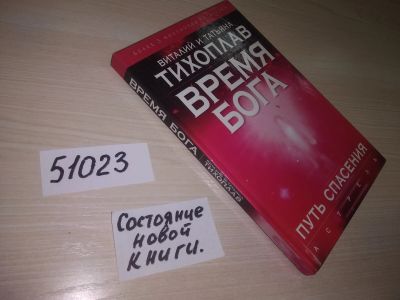 ВИТАЛИЙ И ТАТЬЯНА
ТИХОПЛАВ
ВРЕМЯ
БОГА
ПУТЬ СПАСЕНИЯ
ВРЕМЯ БОГА
ТИХОПЛАВ
51023
Состояние
новой
книги.